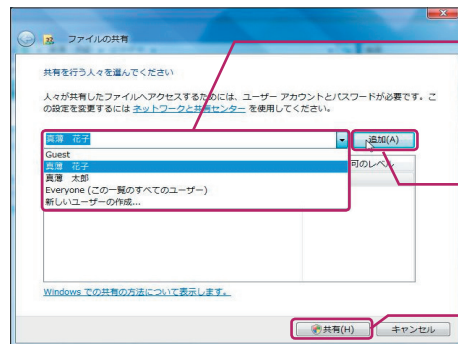 ファイルの共有
共有を行う人々を選んでください
人々が共有したファイルへアクセスするためには、ユーザー アカウントとパスワードが必要です。こ
の設定を変更するには ネットワークと共有センター を使用してください。
真薄 花子
追加(A)
Guest
真薄 花子
真薄 太郎
Everyone (この一覧のすべてのユーザー)
新しいユーザーの作成...
可のレベル
Windows での共有の方法について表示します。
共有(H)
キャンセル